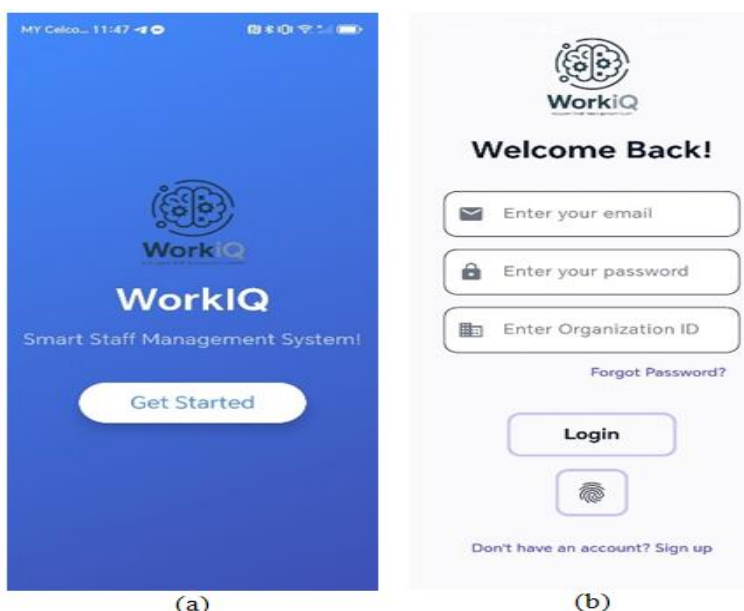 MY Celco... 11:47
WorkiQ
WorkIQ
Smart Staff Management System!
Get Started
(a)
WorkiQ
Welcome Back!
Enter your email
Enter your password
Enter Organization ID
Forgot Password?
Login
Don't have an account? Sign up
(b)